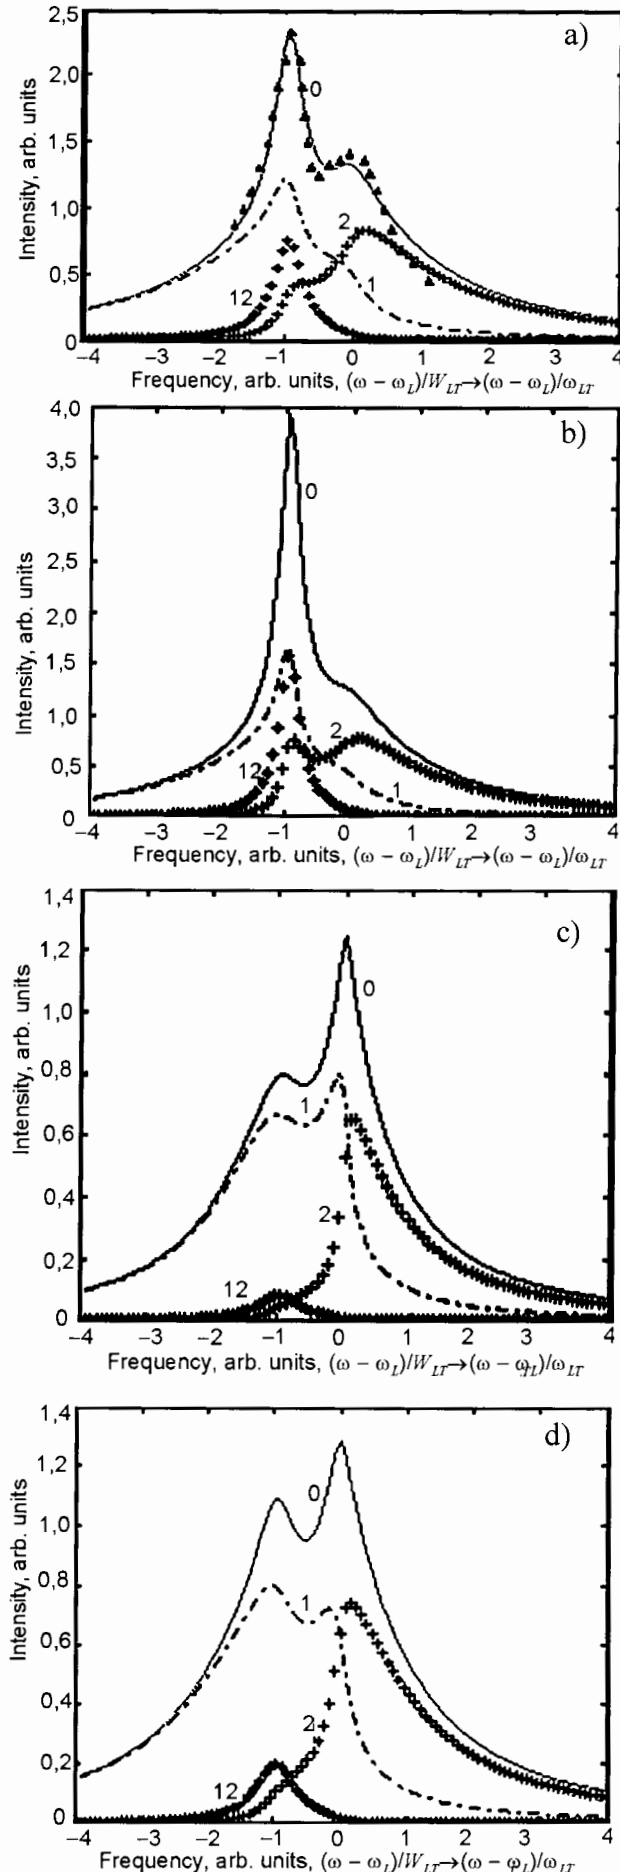 a)
2,5
2,0
1,5
1,0
0,5
0
Intensity, arb. units
0
2
1
12
−4 −3 −2 −1 0 1 2 3 4
Frequency, arb. units, (ω − ω_L)/W_LT→(ω − ω_L)/ω_LT
b)
4,0
3,5
3,0
2,5
2,0
1,5
1,0
0,5
0
Intensity, arb. units
0
2
12
1
−4 −3 −2 −1 0 1 2 3 4
Frequency, arb. units, (ω − ω_L)/W_LT→(ω − ω_L)/ω_LT
c)
1,4
1,2
1,0
0,8
0,6
0,4
0,2
0
Intensity, arb. units
0
1
2
12
−4 −3 −2 −1 0 1 2 3 4
Frequency, arb. units, (ω − ω_L)/W_LT→(ω − ω_L)/ω_LT
d)
1,4
1,2
1,0
0,8
0,6
0,4
0,2
0
Intensity, arb. units
0
1
2
12
−4 −3 −2 −1 0 1 2 3 4
Frequency, arb. units, (ω − ω_L)/W_LT→(ω − φ_L)/ω_LT